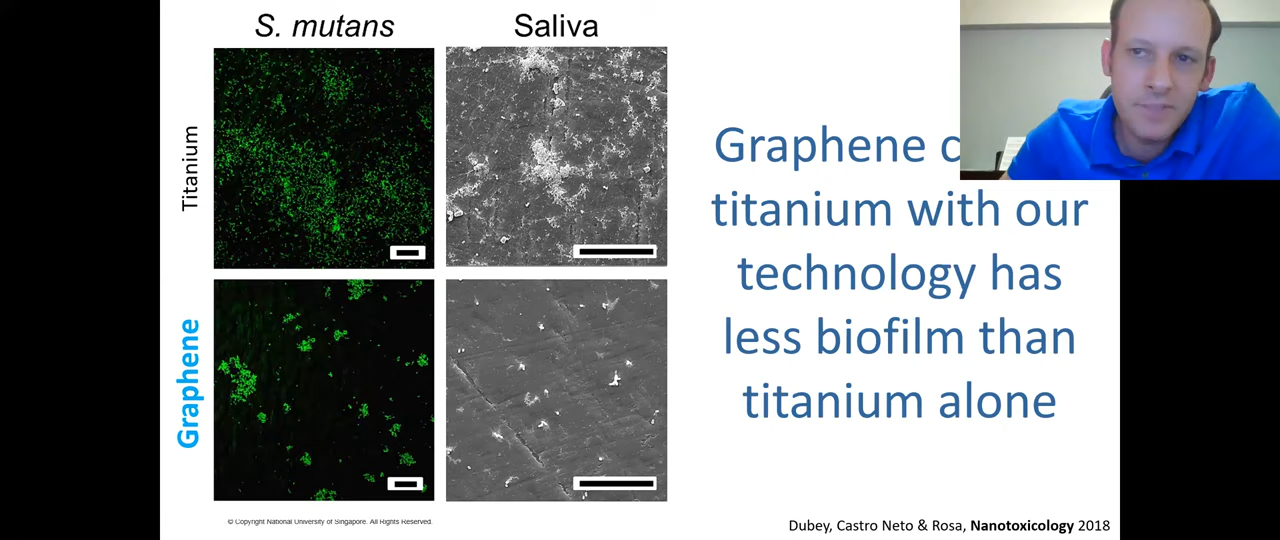 S. mutans
Saliva
Titanium
Graphene
Graphene c
titanium with our
technology has
less biofilm than
titanium alone
© Copyright National University of Singapore. All Rights Reserved.
Dubey, Castro Neto & Rosa, Nanotoxicology 2018